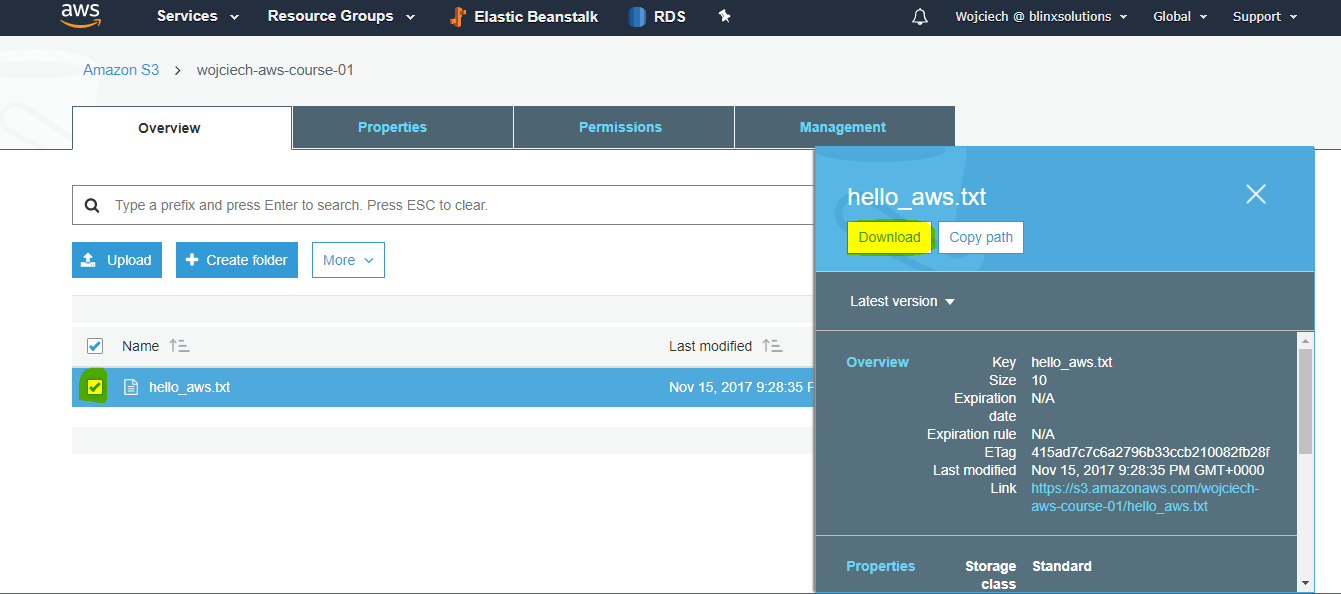 aws Services Resource Groups Elastic Beanstalk RDS Wojciech @ blinxsolutions Global Support
Amazon S3 > wojciech-aws-course-01
Overview Properties Permissions Management
hello_aws.txt
Type a prefix and press Enter to search. Press ESC to clear.
Download Copy path
Upload Create folder More
Latest version
Name Last modified
hello_aws.txt Nov 15, 2017 9:28:35 P
Overview Key hello_aws.txt
Size 10
Expiration date N/A
Expiration rule N/A
ETag 415ad7c7c6a2796b33ccb210082fb28f
Last modified Nov 15, 2017 9:28:35 PM GMT+0000
Link https://s3.amazonaws.com/wojciech-
aws-course-01/hello_aws.txt
Properties Storage class Standard